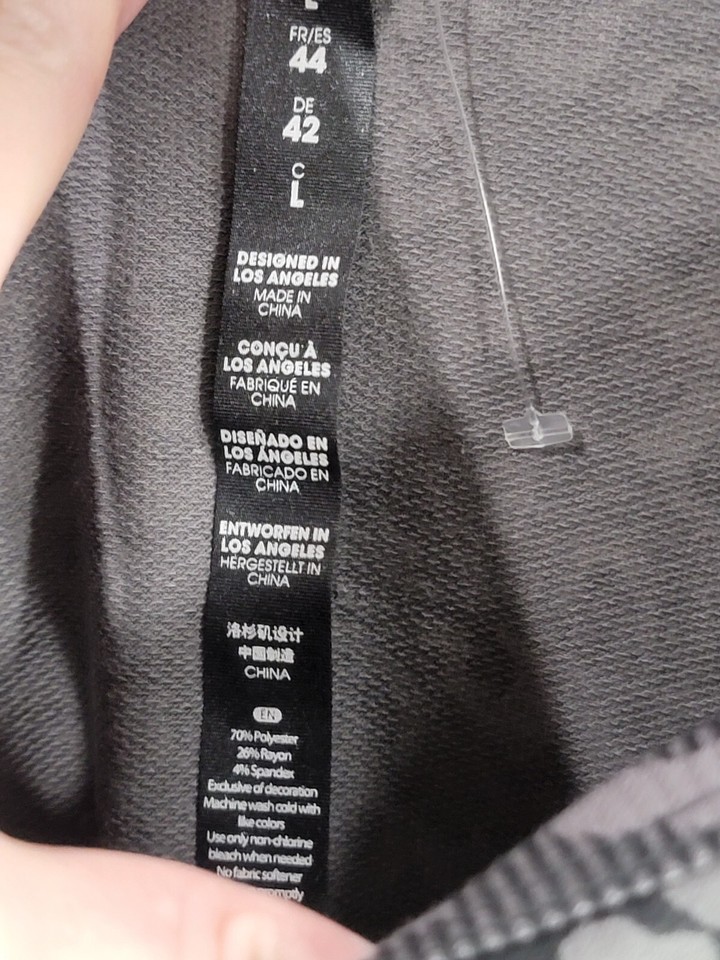 L
FR/ES
44
DE
42
C
L
DESIGNED IN
LOS ANGELES
MADE IN
CHINA
CONÇU À
LOS ANGELES
FABRIQUÉ EN
CHINA
DISEÑADO EN
LOS ÁNGELES
FABRICADO EN
CHINA
ENTWORFEN IN
LOS ANGELES
HERGESTELLT IN
CHINA
洛杉矶设计
中国制造
CHINA
EN
70% Polyester
26% Rayon
4% Spandex
Exclusive of decoration
Machine wash cold with
like colors
Use only non-chlorine
bleach when needed
No fabric softener
promptly